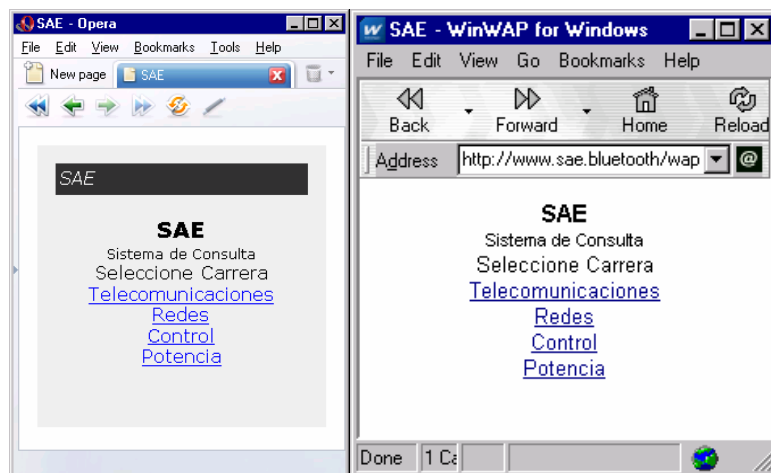 SAE - Opera
File Edit View Bookmarks Tools Help
New page SAE
SAE
SAE
Sistema de Consulta
Seleccione Carrera
Telecomunicaciones
Redes
Control
Potencia
SAE - WinWAP for Windows
File Edit View Go Bookmarks Help
Back Forward Home Reload
Address http://www.sae.bluetooth/wap @
SAE
Sistema de Consulta
Seleccione Carrera
Telecomunicaciones
Redes
Control
Potencia
Done 1 Ca